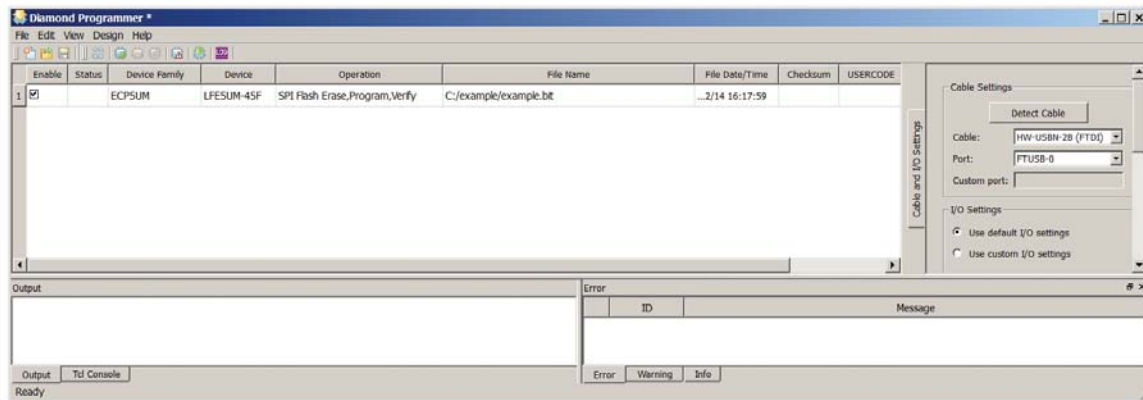 Diamond Programmer *
File Edit View Design Help
Enable Status Device Family Device Operation File Name File Date/Time Checksum USERCODE
1 ECP5UM LFE5UM-45F SPI Flash Erase,Program,Verify C:/example/example.bit ...2/14 16:17:59
Cable and I/O Settings
Cable Settings
Detect Cable
Cable: HW-USBN-2B (FTDI)
Port: FTUSB-0
Custom port:
I/O Settings
Use default I/O settings
Use custom I/O settings
Output
Output Tcl Console
Error
ID Message
Error Warning Info
Ready